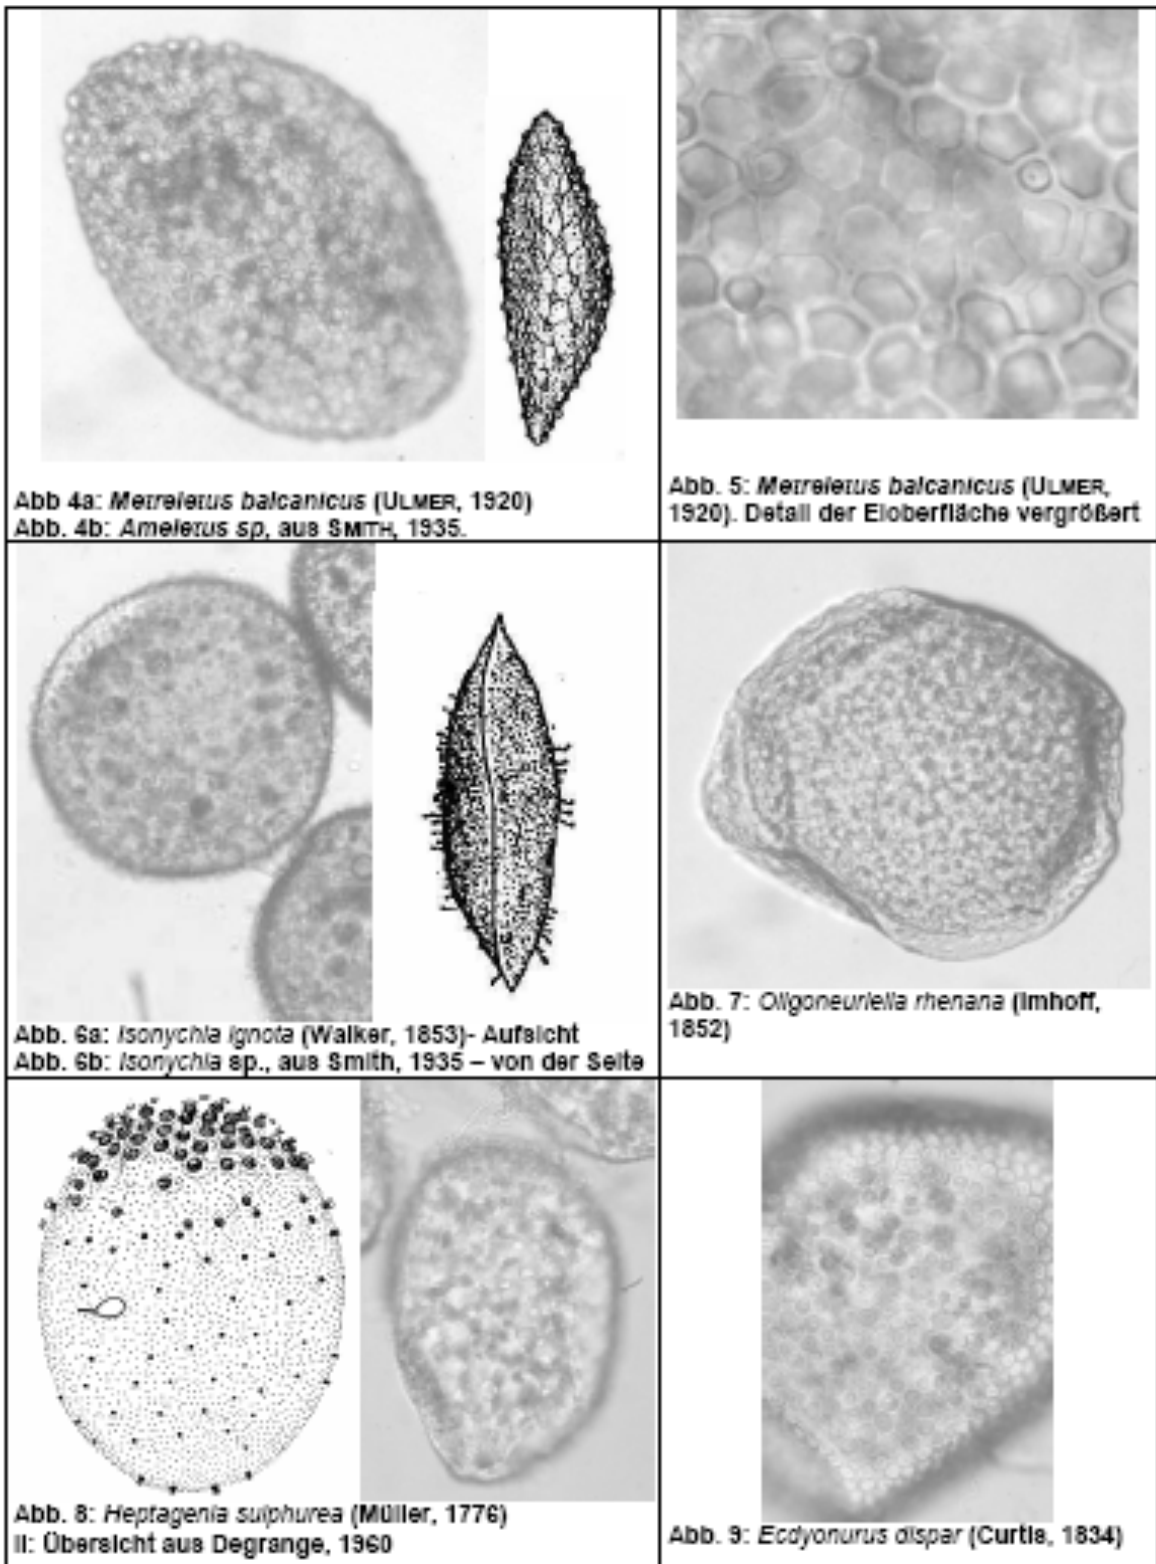 Abb 4a: Metreletus balcanicus (ULMER, 1920)
Abb. 4b: Ameletus sp, aus SMITH, 1935.
Abb. 5: Metreletus balcanicus (ULMER,
1920). Detail der Eioberfläche vergrößert
Abb. 6a: Isonychia ignota (Walker, 1853)- Aufsicht
Abb. 6b: Isonychia sp., aus Smith, 1935 – von der Seite
Abb. 7: Oligoneuriella rhenana (Imhoff,
1852)
Abb. 8: Heptagenia sulphurea (Müller, 1776)
li: Übersicht aus Degrange, 1960
Abb. 9: Ecdyonurus dispar (Curtis, 1834)